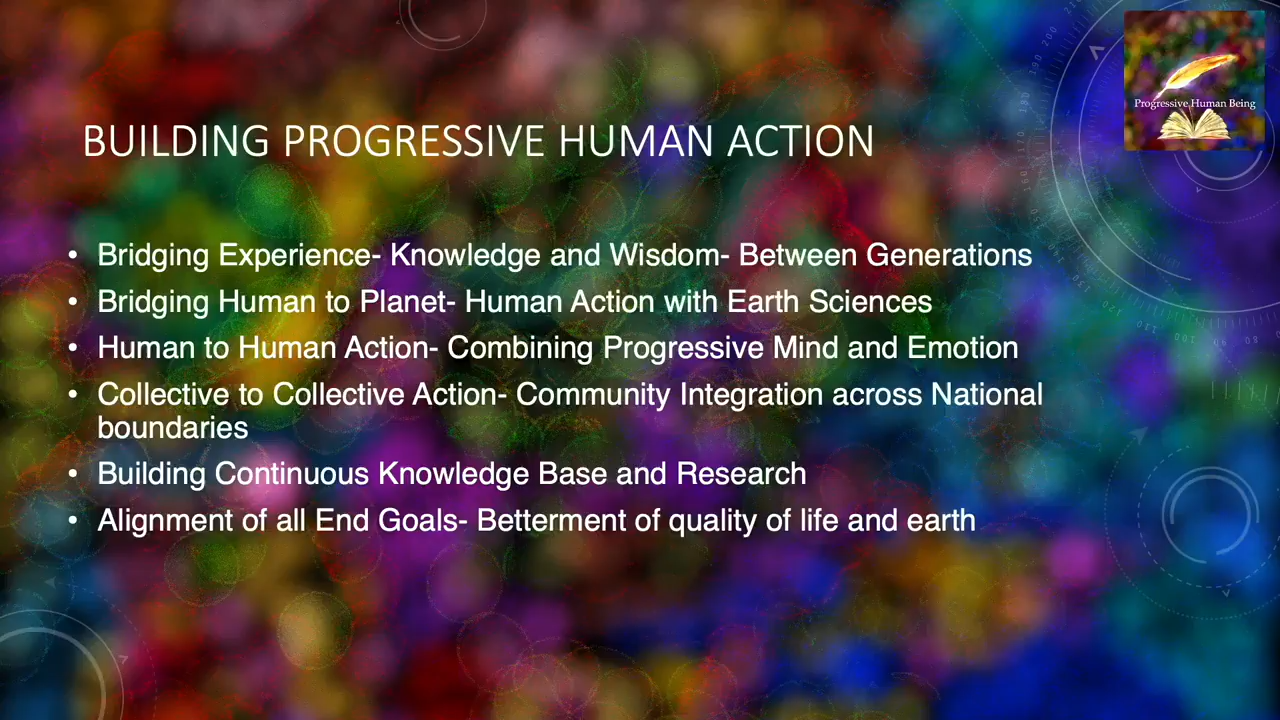 Progressive Human Being
BUILDING PROGRESSIVE HUMAN ACTION
• Bridging Experience- Knowledge and Wisdom- Between Generations
• Bridging Human to Planet- Human Action with Earth Sciences
• Human to Human Action- Combining Progressive Mind and Emotion
• Collective to Collective Action- Community Integration across National
boundaries
• Building Continuous Knowledge Base and Research
• Alignment of all End Goals- Betterment of quality of life and earth